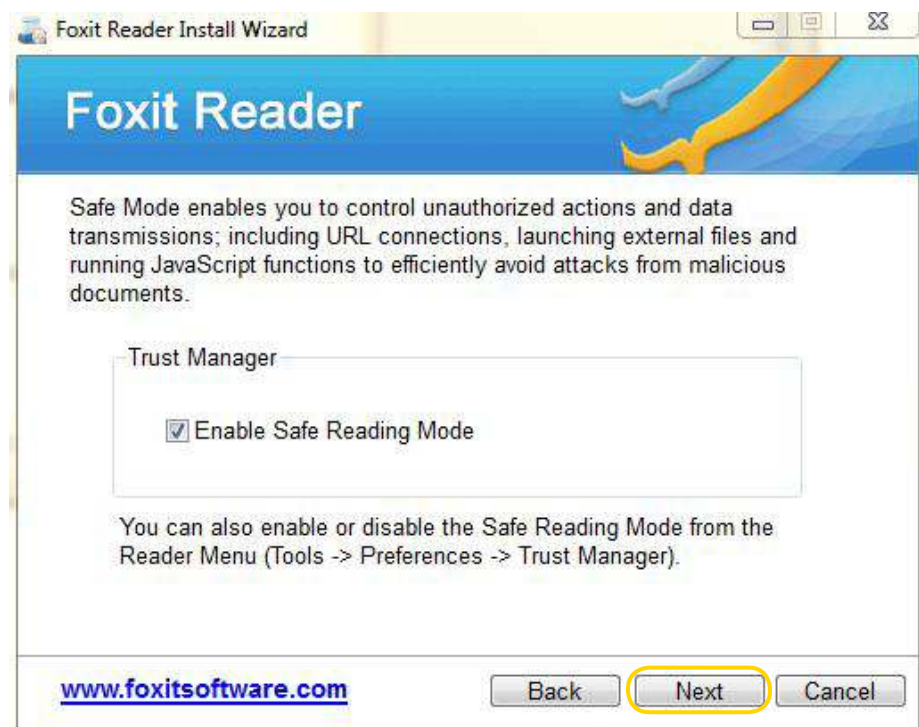 Foxit Reader Install Wizard
Foxit Reader
Safe Mode enables you to control unauthorized actions and data
transmissions; including URL connections, launching external files and
running JavaScript functions to efficiently avoid attacks from malicious
documents.
Trust Manager
Enable Safe Reading Mode
You can also enable or disable the Safe Reading Mode from the
Reader Menu (Tools -> Preferences -> Trust Manager).
www.foxitsoftware.com
Back
Next
Cancel